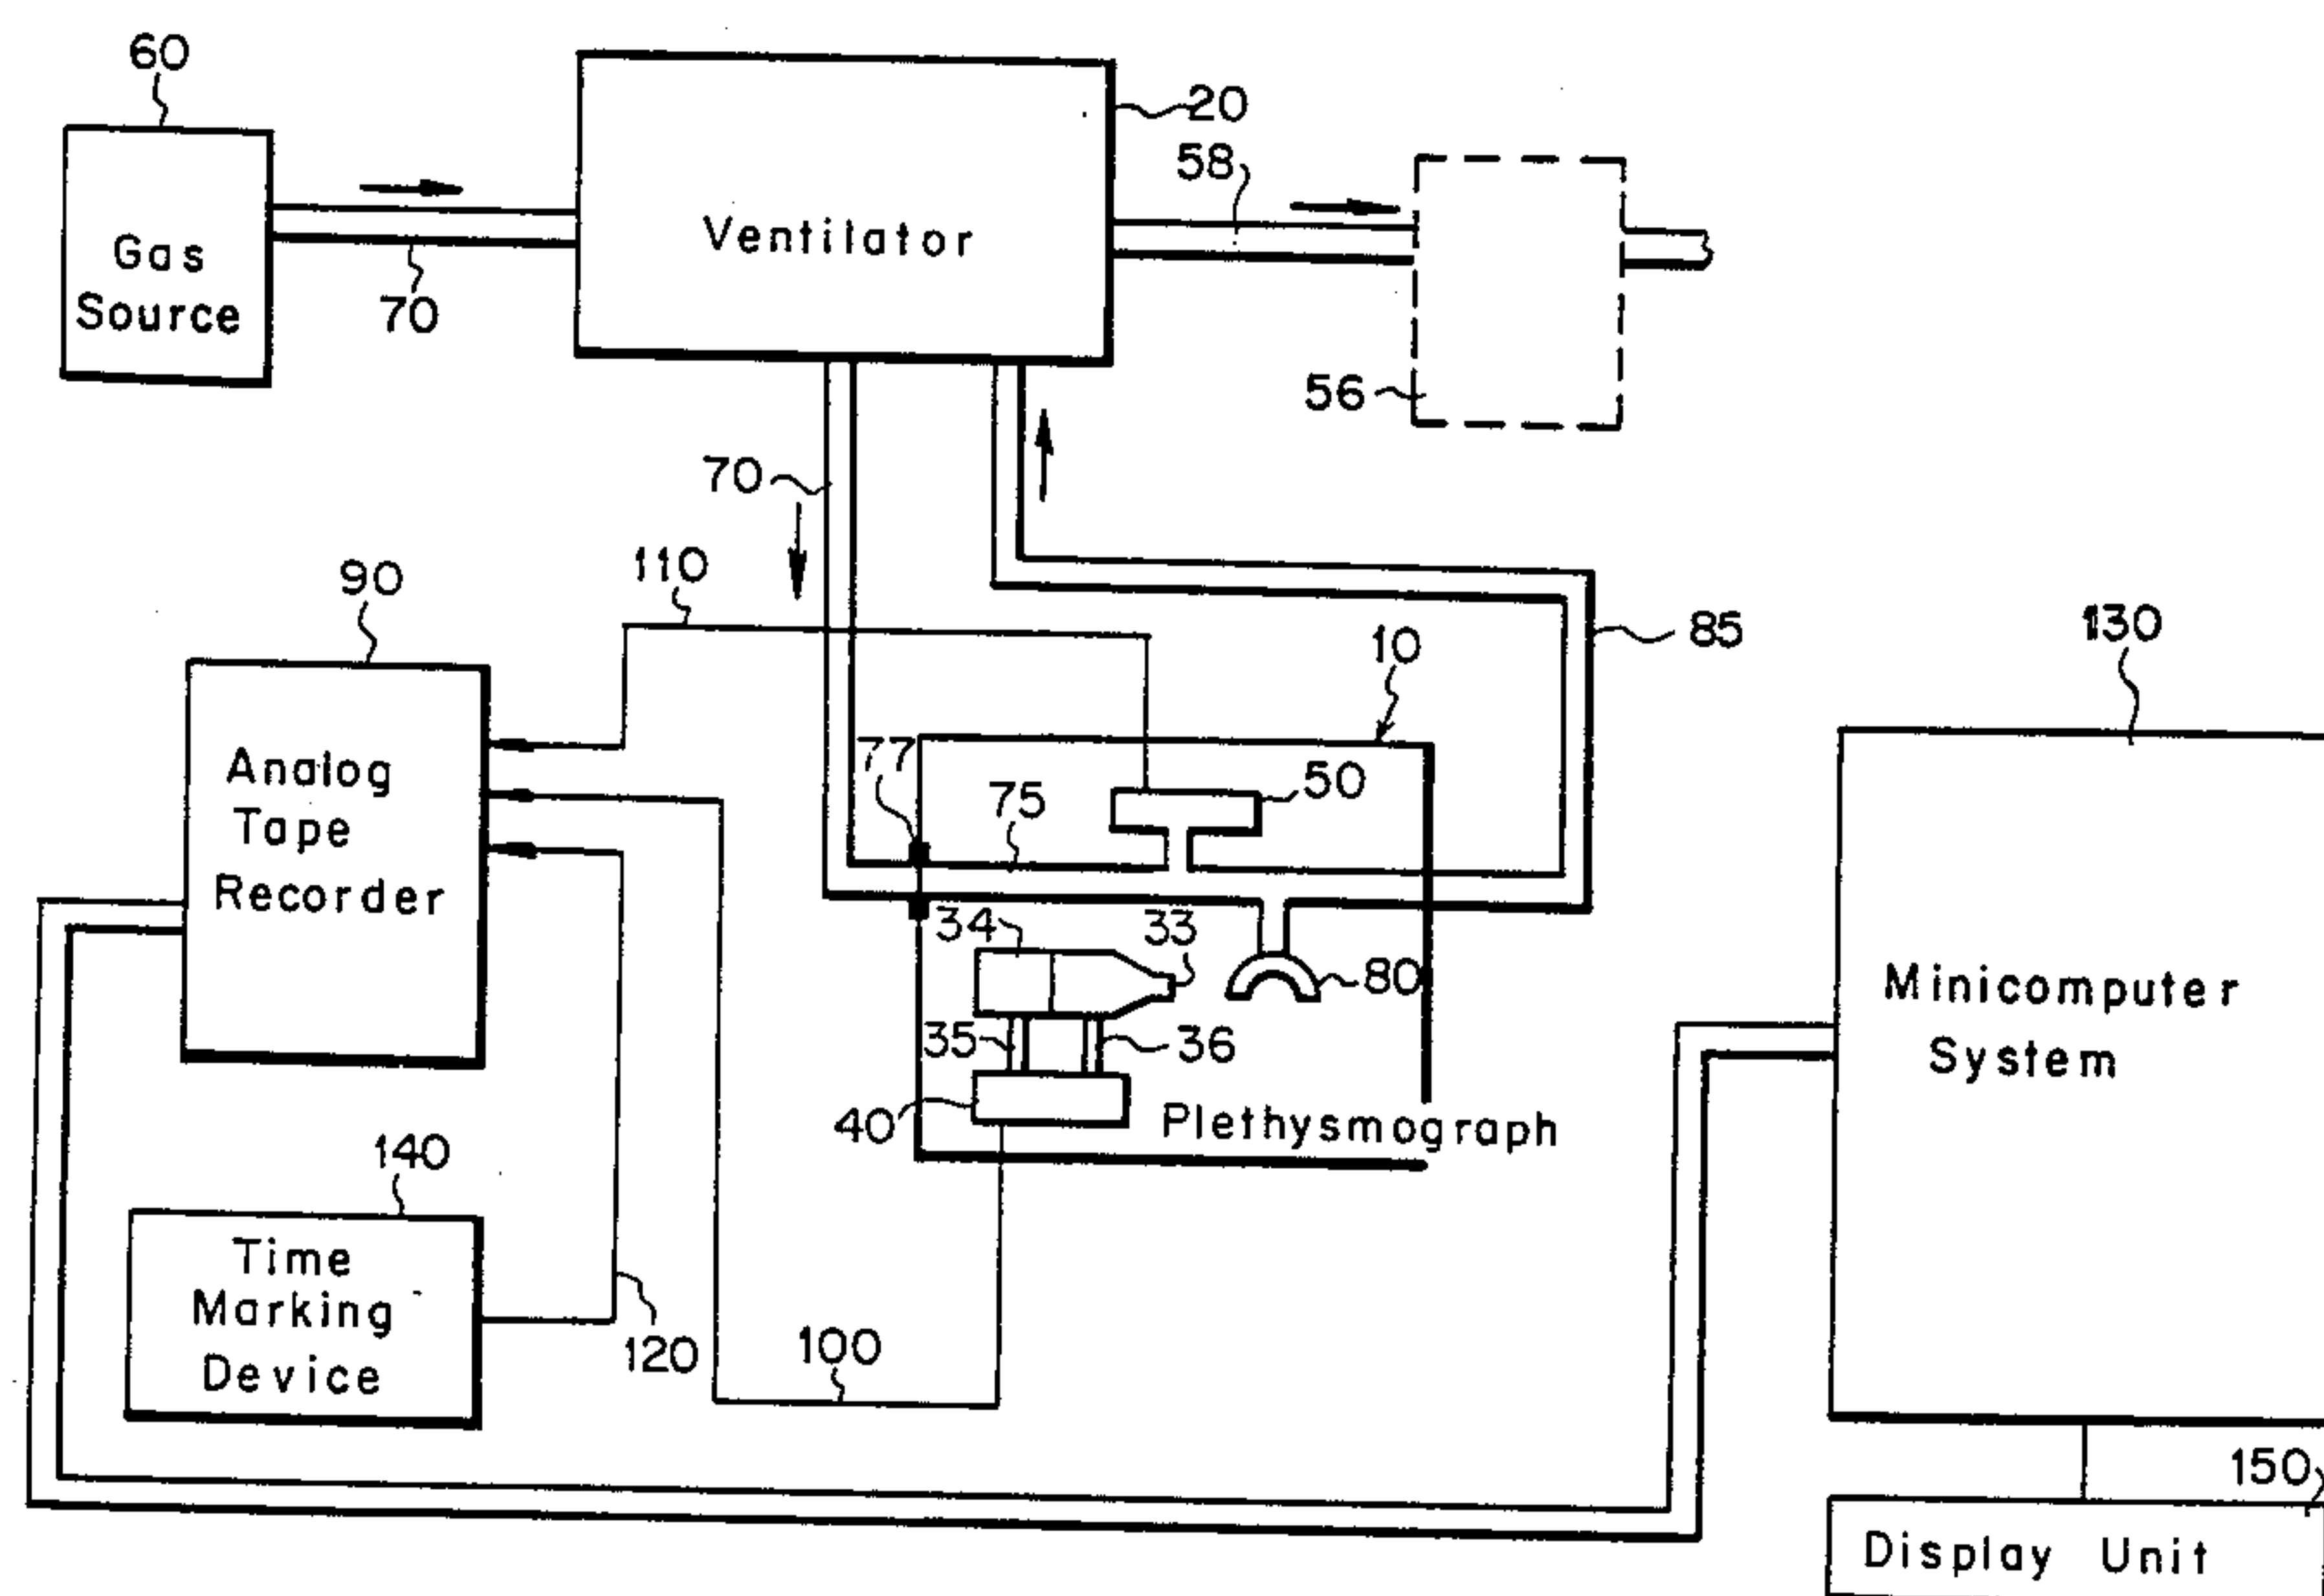 60
20
58
Gas
Source
70
Ventilator
56
70
110
90
10
85
130
77
75
50
Analog
Tape
Recorder
34
33
80
35
36
40
Plethysmograph
Minicomputer
System
140
Time
Marking
Device
120
100
150
Display Unit